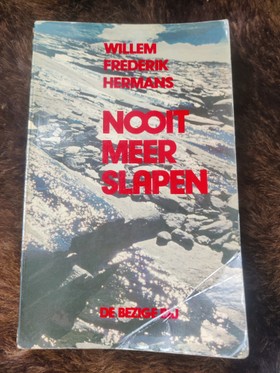 WILLEM
FREDERIK
HERMANS
NOOIT
MEER
SLAPEN
DE BEZIGE BIJ